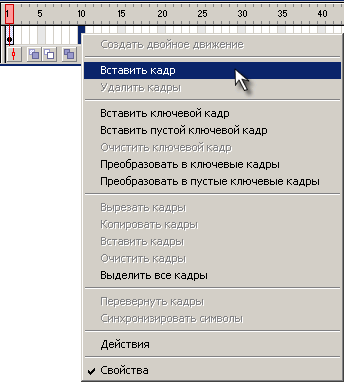 1 5 10 15 20 25 30 35 40
Создать двойное движение
Вставить кадр
Удалить кадры
Вставить ключевой кадр
Вставить пустой ключевой кадр
Очистить ключевой кадр
Преобразовать в ключевые кадры
Преобразовать в пустые ключевые кадры
Вырезать кадры
Копировать кадры
Вставить кадры
Очистить кадры
Выделить все кадры
Перевернуть кадры
Синхронизировать символы
Действия
Свойства